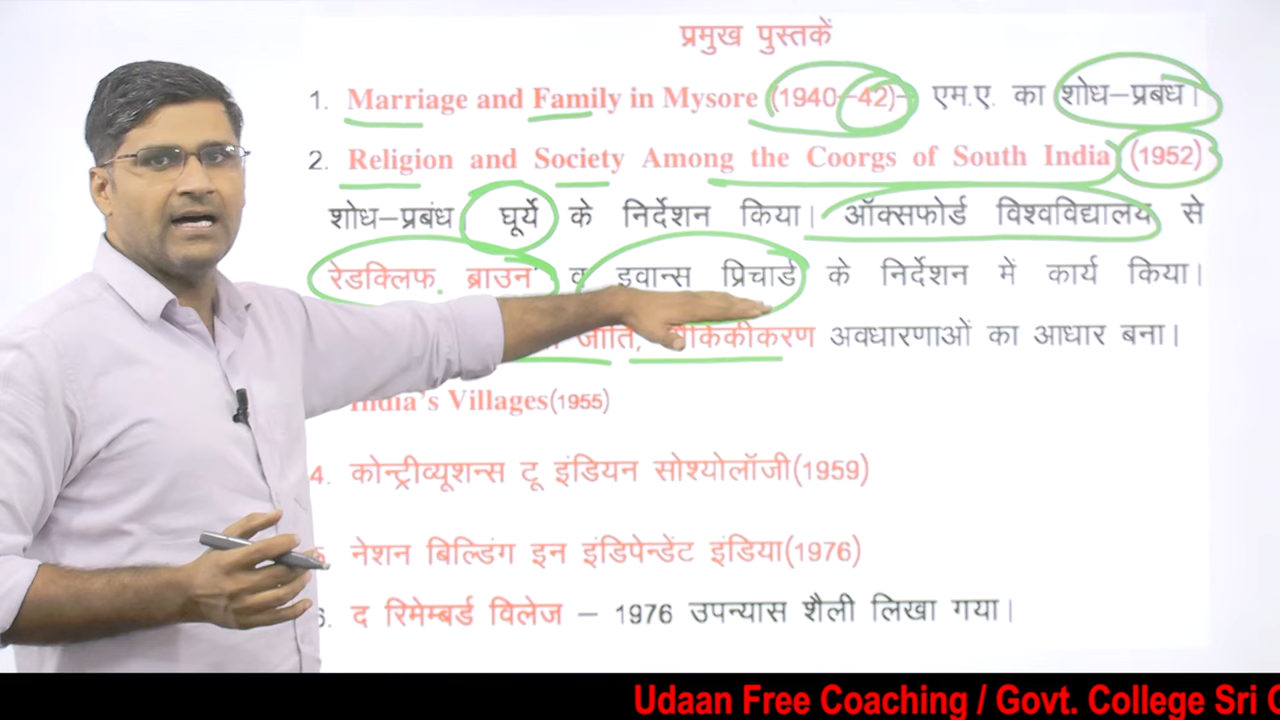 प्रमुख पुस्तकें
1. Marriage and Family in Mysore (1940–42)– एम.ए. का शोध–प्रबंध।
2. Religion and Society Among the Coorgs of South India (1952)
शोध–प्रबंध घूर्ये के निर्देशन किया। ऑक्सफोर्ड विश्वविद्यालय से
रेडक्लिफ ब्राउन व इवान्स प्रिचार्ड के निर्देशन में कार्य किया।
जाति, अवधारणाओं का आधार बना।
India's Villages(1955)
4. कोन्ट्रीव्यूशन्स टू इंडियन सोश्योलॉजी(1959)
5. नेशन बिल्डिंग इन इंडिपेन्डेंट इंडिया(1976)
6. द रिमेम्बर्ड विलेज – 1976 उपन्यास शैली लिखा गया।
Udaan Free Coaching / Govt. College Sri